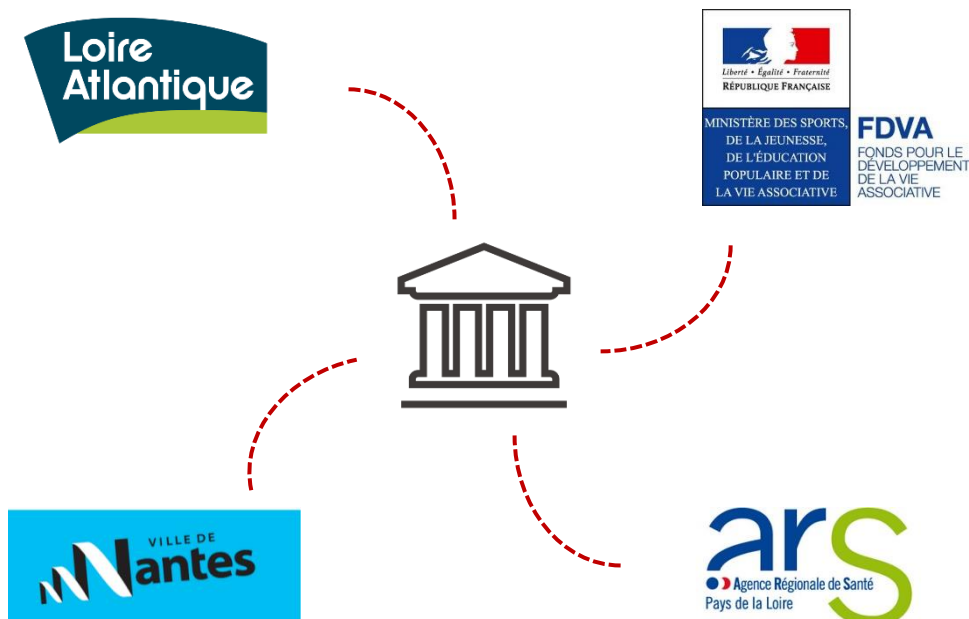 Loire
Atlantique
Liberté • Égalité • Fraternité
RÉPUBLIQUE FRANÇAISE
MINISTÈRE DES SPORTS,
DE LA JEUNESSE,
DE L'ÉDUCATION
POPULAIRE ET DE
LA VIE ASSOCIATIVE
FDVA
FONDS POUR LE
DÉVELOPPEMENT
DE LA VIE
ASSOCIATIVE
VILLE DE
Nantes
ars
Agence Régionale de Santé
Pays de la Loire